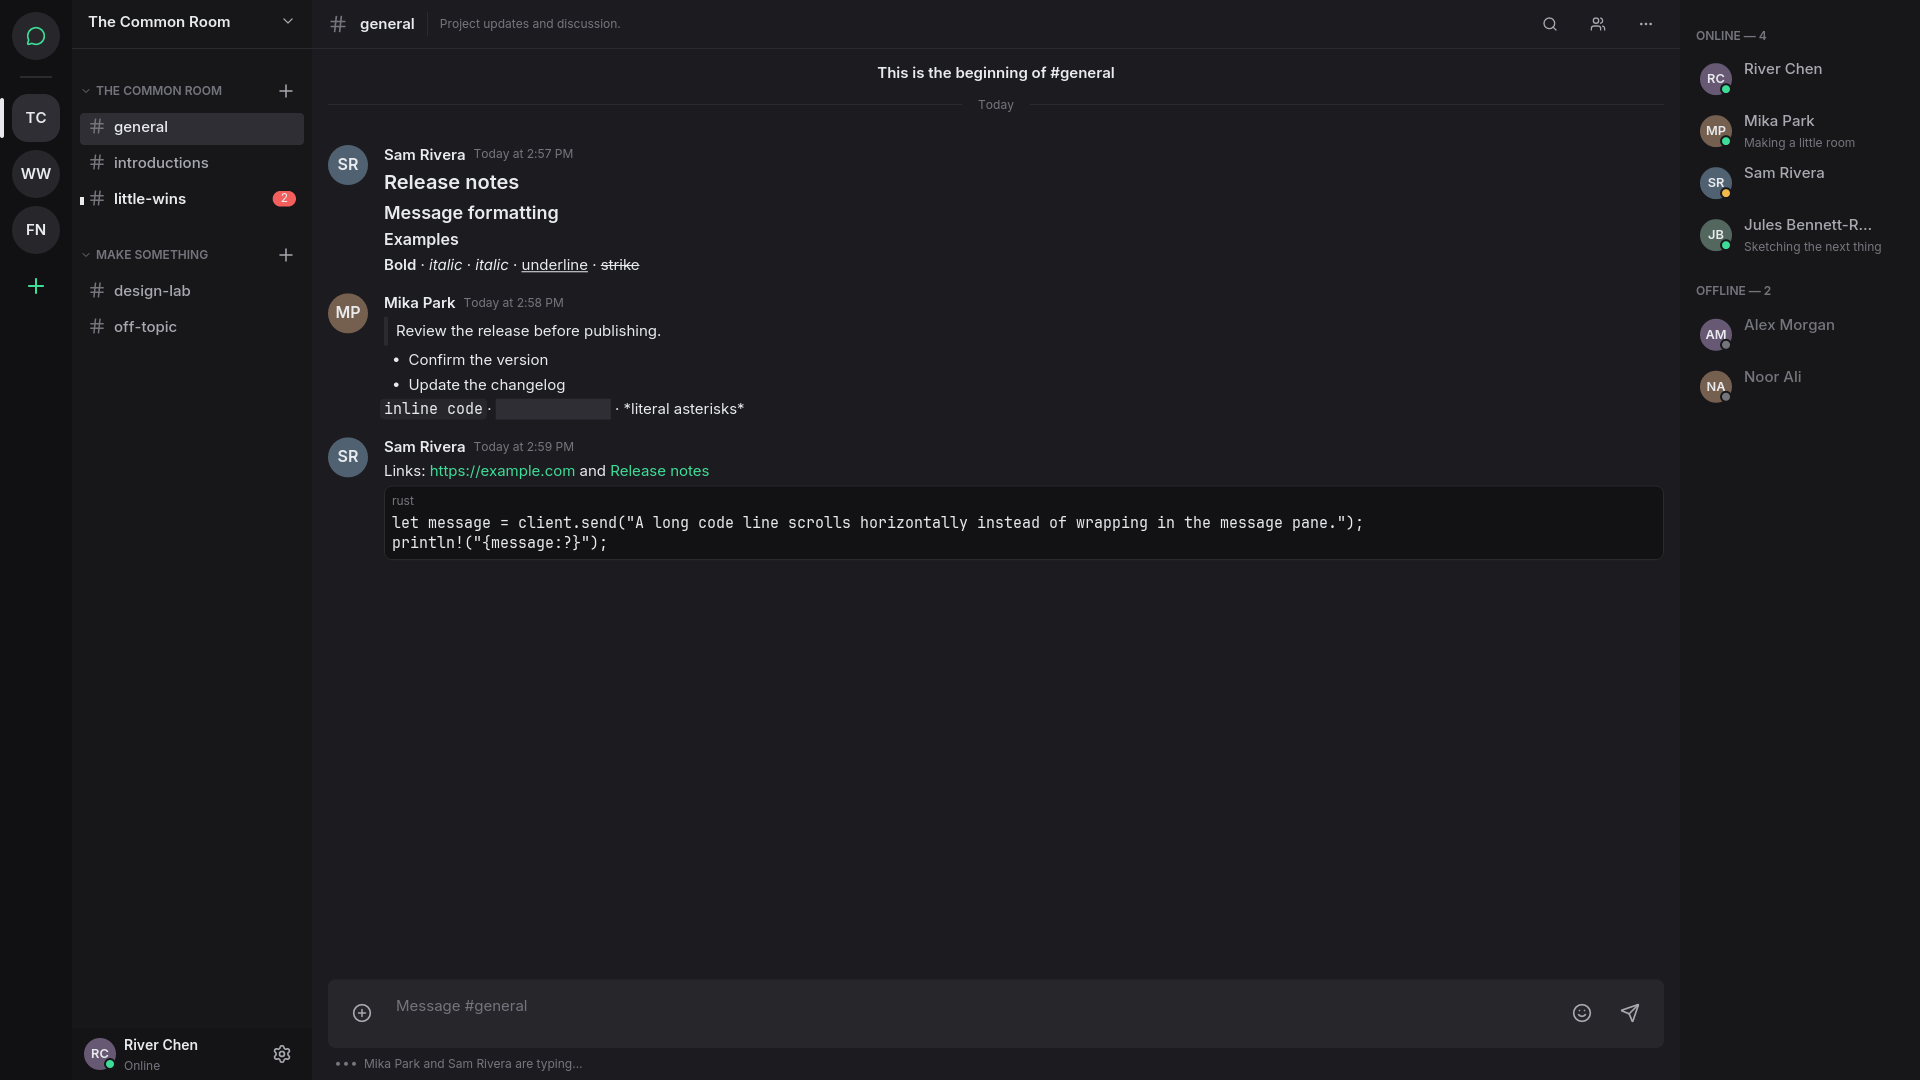 The Common Room
TC
WW
FN
THE COMMON ROOM
general
introductions
little-wins 2
MAKE SOMETHING
design-lab
off-topic
RC River Chen
Online
general Project updates and discussion.
This is the beginning of #general
Today
SR Sam Rivera Today at 2:57 PM
Release notes
Message formatting
Examples
Bold · italic · italic · underline · strike
MP Mika Park Today at 2:58 PM
Review the release before publishing.
• Confirm the version
• Update the changelog
inline code · · *literal asterisks*
SR Sam Rivera Today at 2:59 PM
Links: https://example.com and Release notes
rust
let message = client.send("A long code line scrolls horizontally instead of wrapping in the message pane.");
println!("{message:?}");
Message #general
Mika Park and Sam Rivera are typing...
ONLINE — 4
RC River Chen
MP Mika Park
Making a little room
SR Sam Rivera
JB Jules Bennett-R...
Sketching the next thing
OFFLINE — 2
AM Alex Morgan
NA Noor Ali